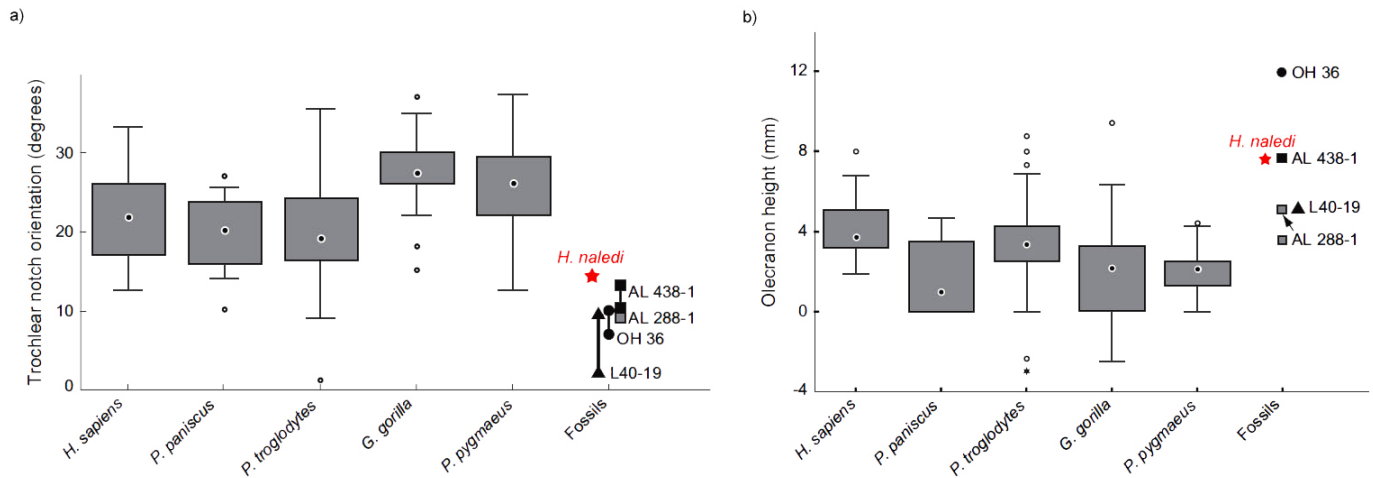 a)
Trochlear notch orientation (degrees)
30
20
10
0
H. naledi
AL 438-1
AL 288-1
OH 36
L40-19
H. sapiens
P. paniscus
P. troglodytes
G. gorilla
P. pygmaeus
Fossils
b)
Olecranon height (mm)
12
8
4
0
-4
OH 36
H. naledi
AL 438-1
L40-19
AL 288-1
H. sapiens
P. paniscus
P. troglodytes
G. gorilla
P. pygmaeus
Fossils